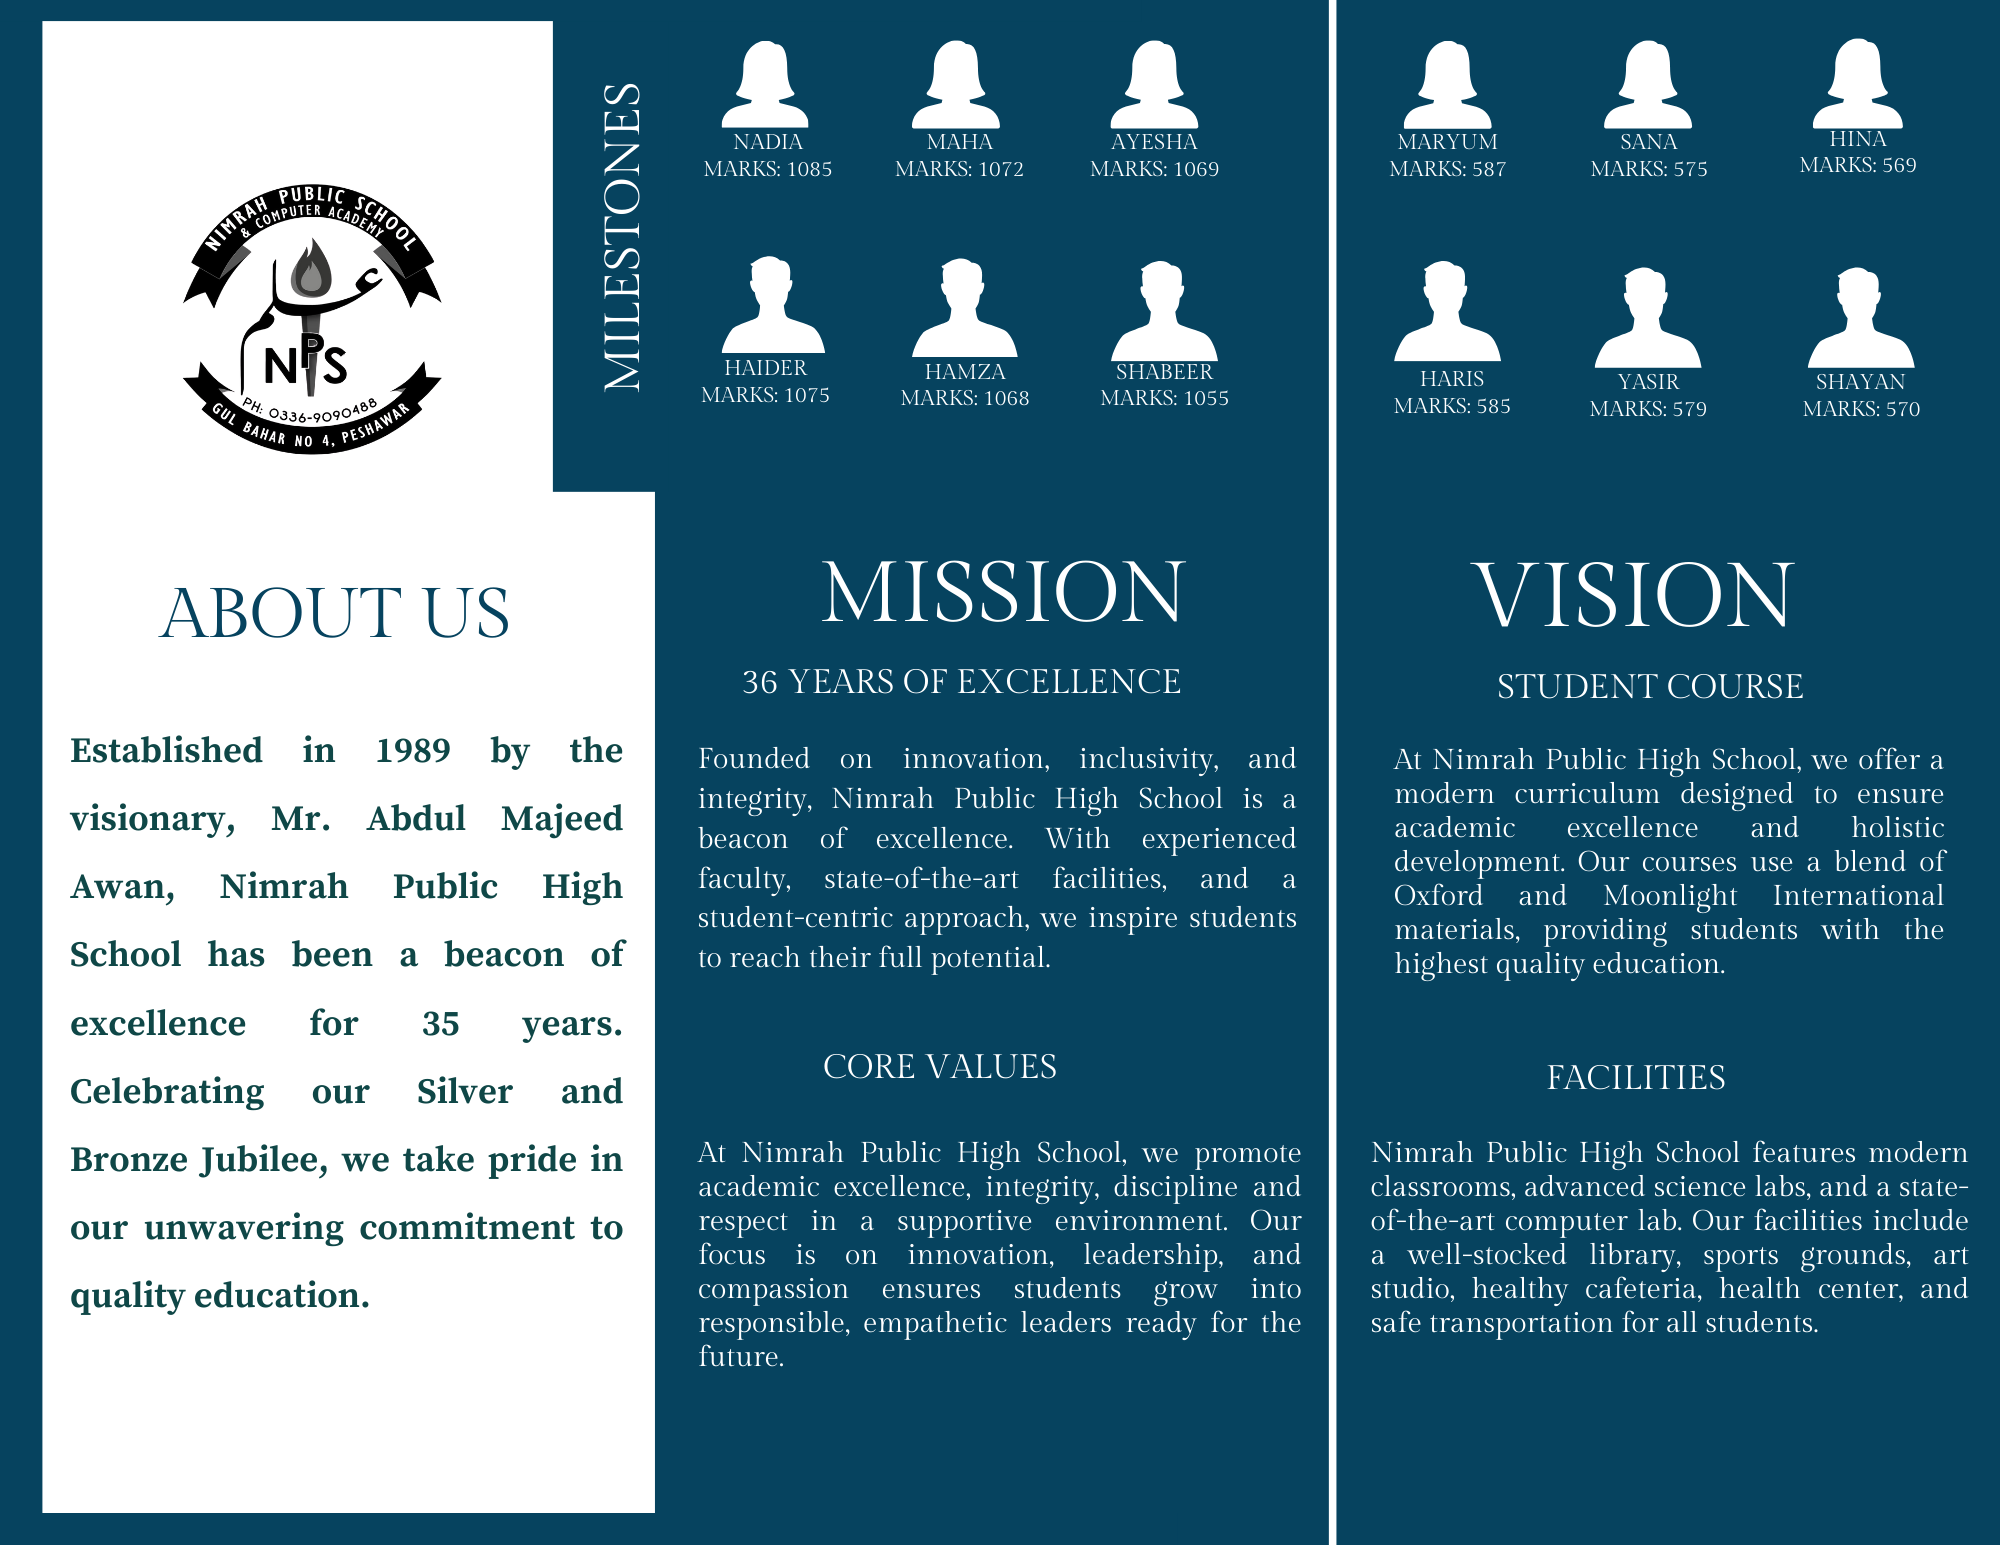 NIMRAH PUBLIC SCHOOL
& COMPUTER ACADEMY
علم
NPS
PH: 0336-9090488
GUL BAHAR NO 4, PESHAWAR
ABOUT US
Established in 1989 by the
visionary, Mr. Abdul Majeed
Awan, Nimrah Public High
School has been a beacon of
excellence for 35 years.
Celebrating our Silver and
Bronze Jubilee, we take pride in
our unwavering commitment to
quality education.
MILESTONES
NADIA
MARKS: 1085
MAHA
MARKS: 1072
AYESHA
MARKS: 1069
HAIDER
MARKS: 1075
HAMZA
MARKS: 1068
SHABEER
MARKS: 1055
MISSION
36 YEARS OF EXCELLENCE
Founded on innovation, inclusivity, and
integrity, Nimrah Public High School is a
beacon of excellence. With experienced
faculty, state-of-the-art facilities, and a
student-centric approach, we inspire students
to reach their full potential.
CORE VALUES
At Nimrah Public High School, we promote
academic excellence, integrity, discipline and
respect in a supportive environment. Our
focus is on innovation, leadership, and
compassion ensures students grow into
responsible, empathetic leaders ready for the
future.
MARYUM
MARKS: 587
SANA
MARKS: 575
HINA
MARKS: 569
HARIS
MARKS: 585
YASIR
MARKS: 579
SHAYAN
MARKS: 570
VISION
STUDENT COURSE
At Nimrah Public High School, we offer a
modern curriculum designed to ensure
academic excellence and holistic
development. Our courses use a blend of
Oxford and Moonlight International
materials, providing students with the
highest quality education.
FACILITIES
Nimrah Public High School features modern
classrooms, advanced science labs, and a state-
of-the-art computer lab. Our facilities include
a well-stocked library, sports grounds, art
studio, healthy cafeteria, health center, and
safe transportation for all students.